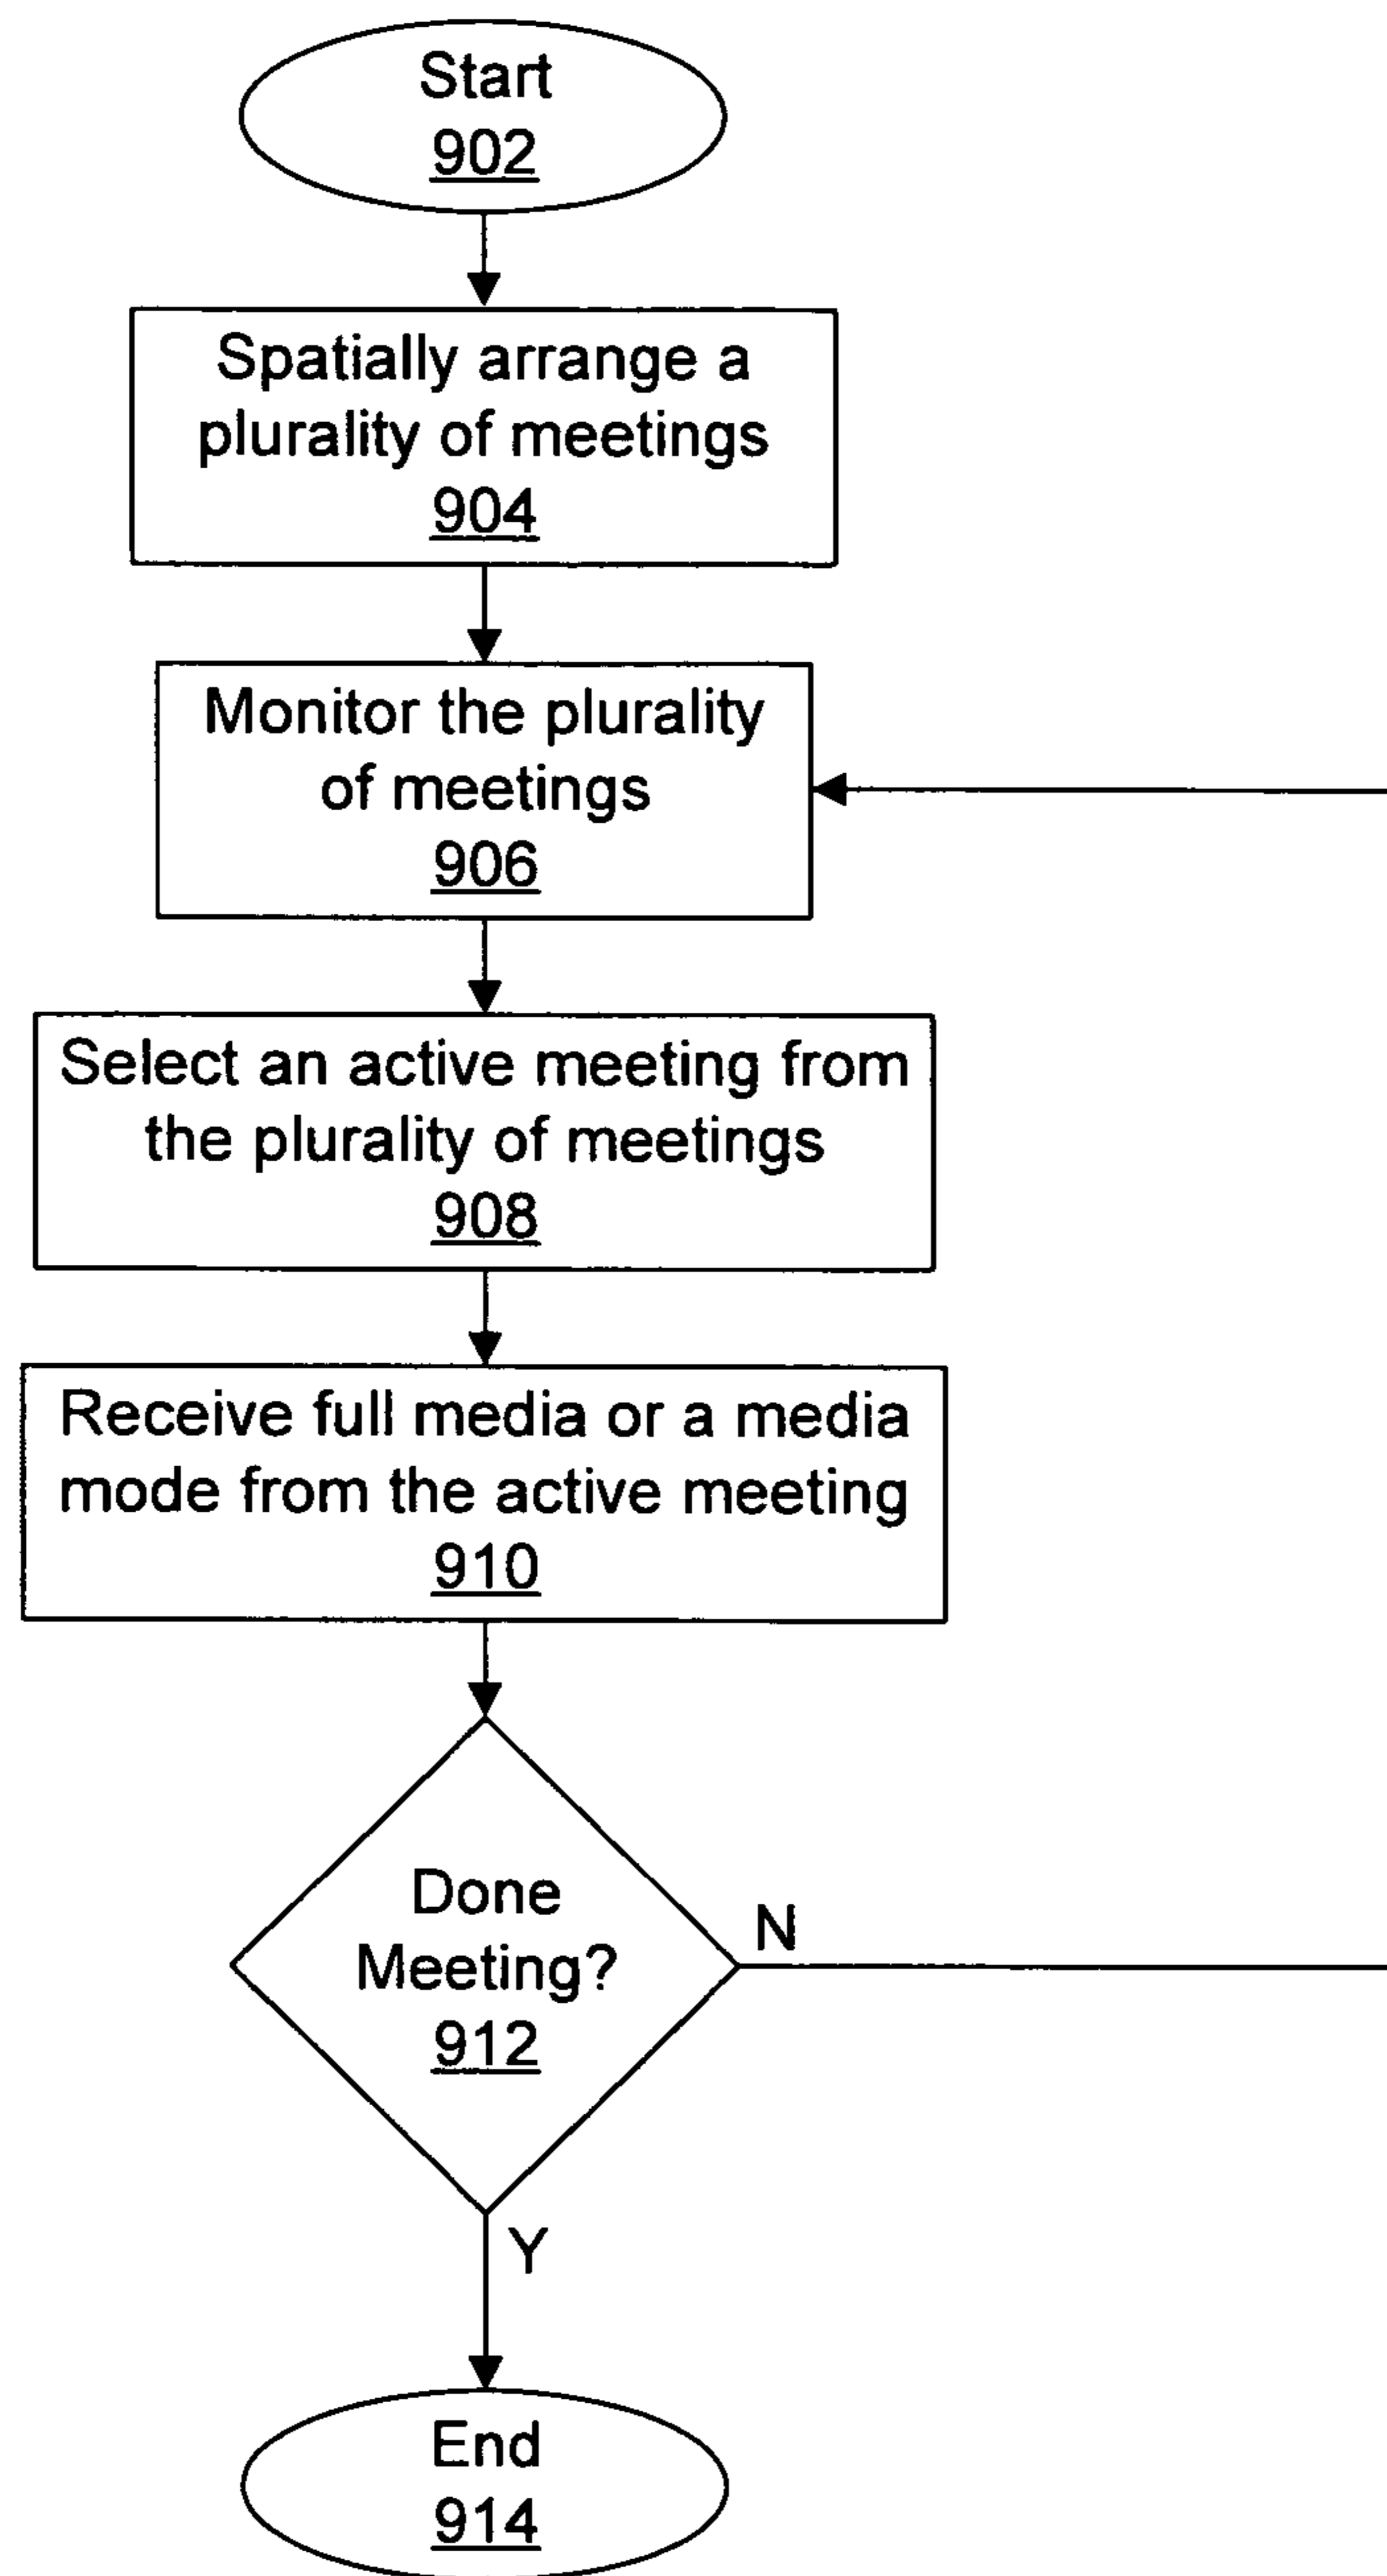 Start
902
Spatially arrange a
plurality of meetings
904
Monitor the plurality
of meetings
906
Select an active meeting from
the plurality of meetings
908
Receive full media or a media
mode from the active meeting
910
Done
Meeting?
912
N
Y
End
914